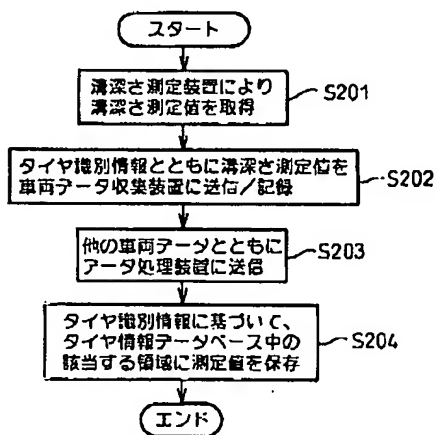 スタート
溝深さ測定装置により
溝深さ測定値を取得
S201
タイヤ識別情報とともに溝深さ測定値を
車両データ収集装置に送信/記録
S202
他の車両データとともに
データ処理装置に送信
S203
タイヤ識別情報に基づいて、
タイヤ情報データベース中の
該当する領域に測定値を保存
S204
エンド